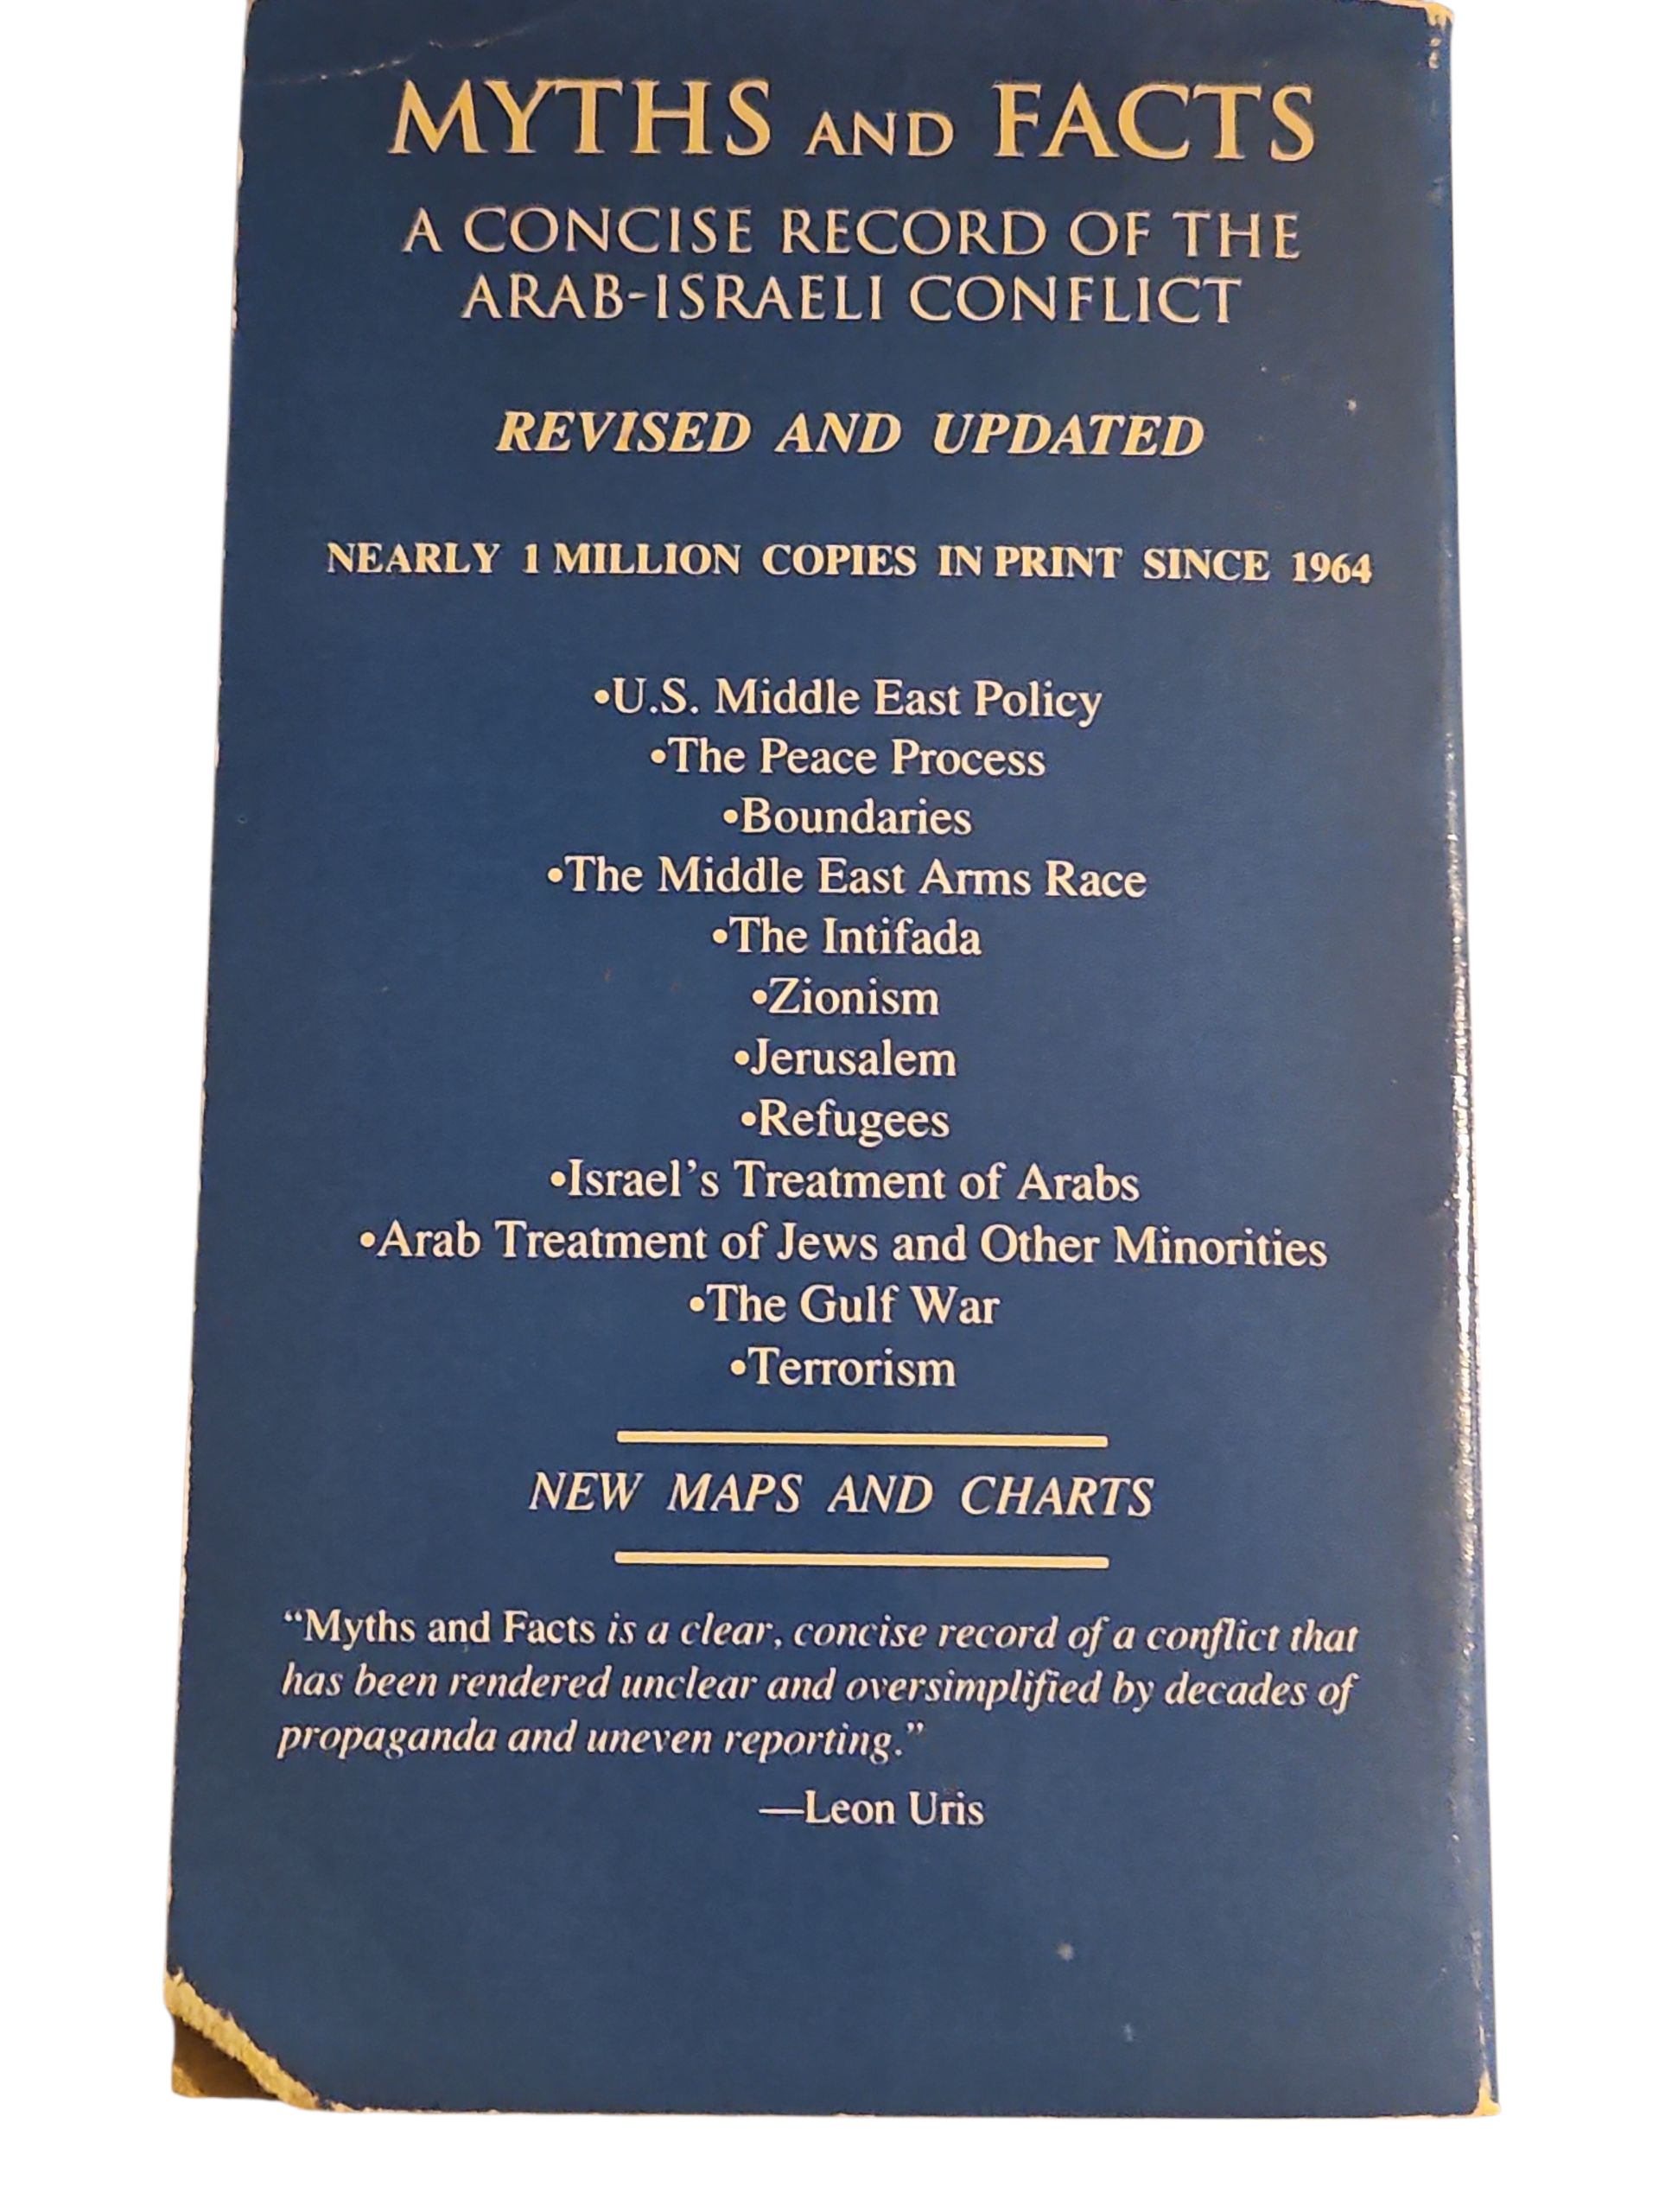 MYTHS AND FACTS
A CONCISE RECORD OF THE
ARAB-ISRAELI CONFLICT
REVISED AND UPDATED
NEARLY 1 MILLION COPIES IN PRINT SINCE 1964
•U.S. Middle East Policy
•The Peace Process
•Boundaries
•The Middle East Arms Race
•The Intifada
•Zionism
•Jerusalem
•Refugees
•Israel’s Treatment of Arabs
•Arab Treatment of Jews and Other Minorities
•The Gulf War
•Terrorism
NEW MAPS AND CHARTS
“Myths and Facts is a clear, concise record of a conflict that
has been rendered unclear and oversimplified by decades of
propaganda and uneven reporting.”
—Leon Uris